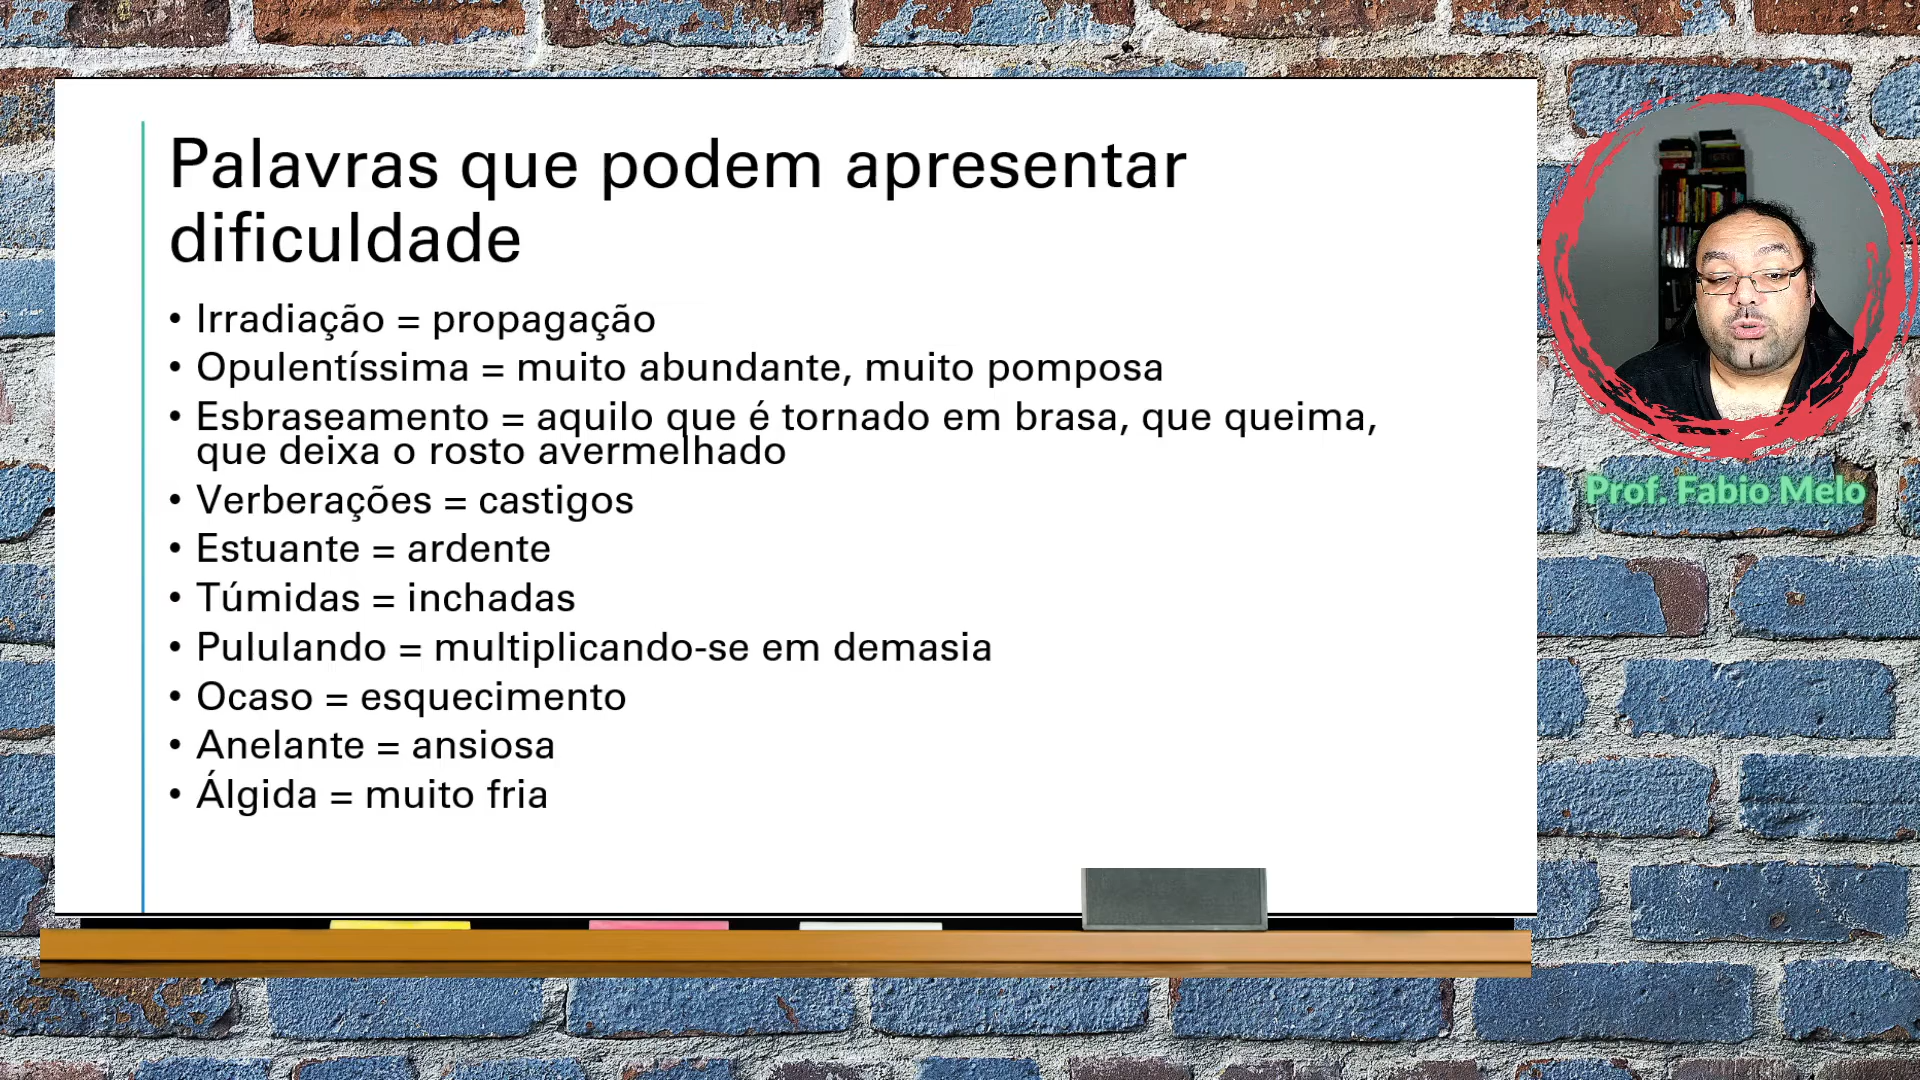 Palavras que podem apresentar
dificuldade
• Irradiação = propagação
• Opulentíssima = muito abundante, muito pomposa
• Esbraseamento = aquilo que é tornado em brasa, que queima,
que deixa o rosto avermelhado
• Verberações = castigos
• Estuante = ardente
• Túmidas = inchadas
• Pululando = multiplicando-se em demasia
• Ocaso = esquecimento
• Anelante = ansiosa
• Álgida = muito fria
Prof. Fabio Melo